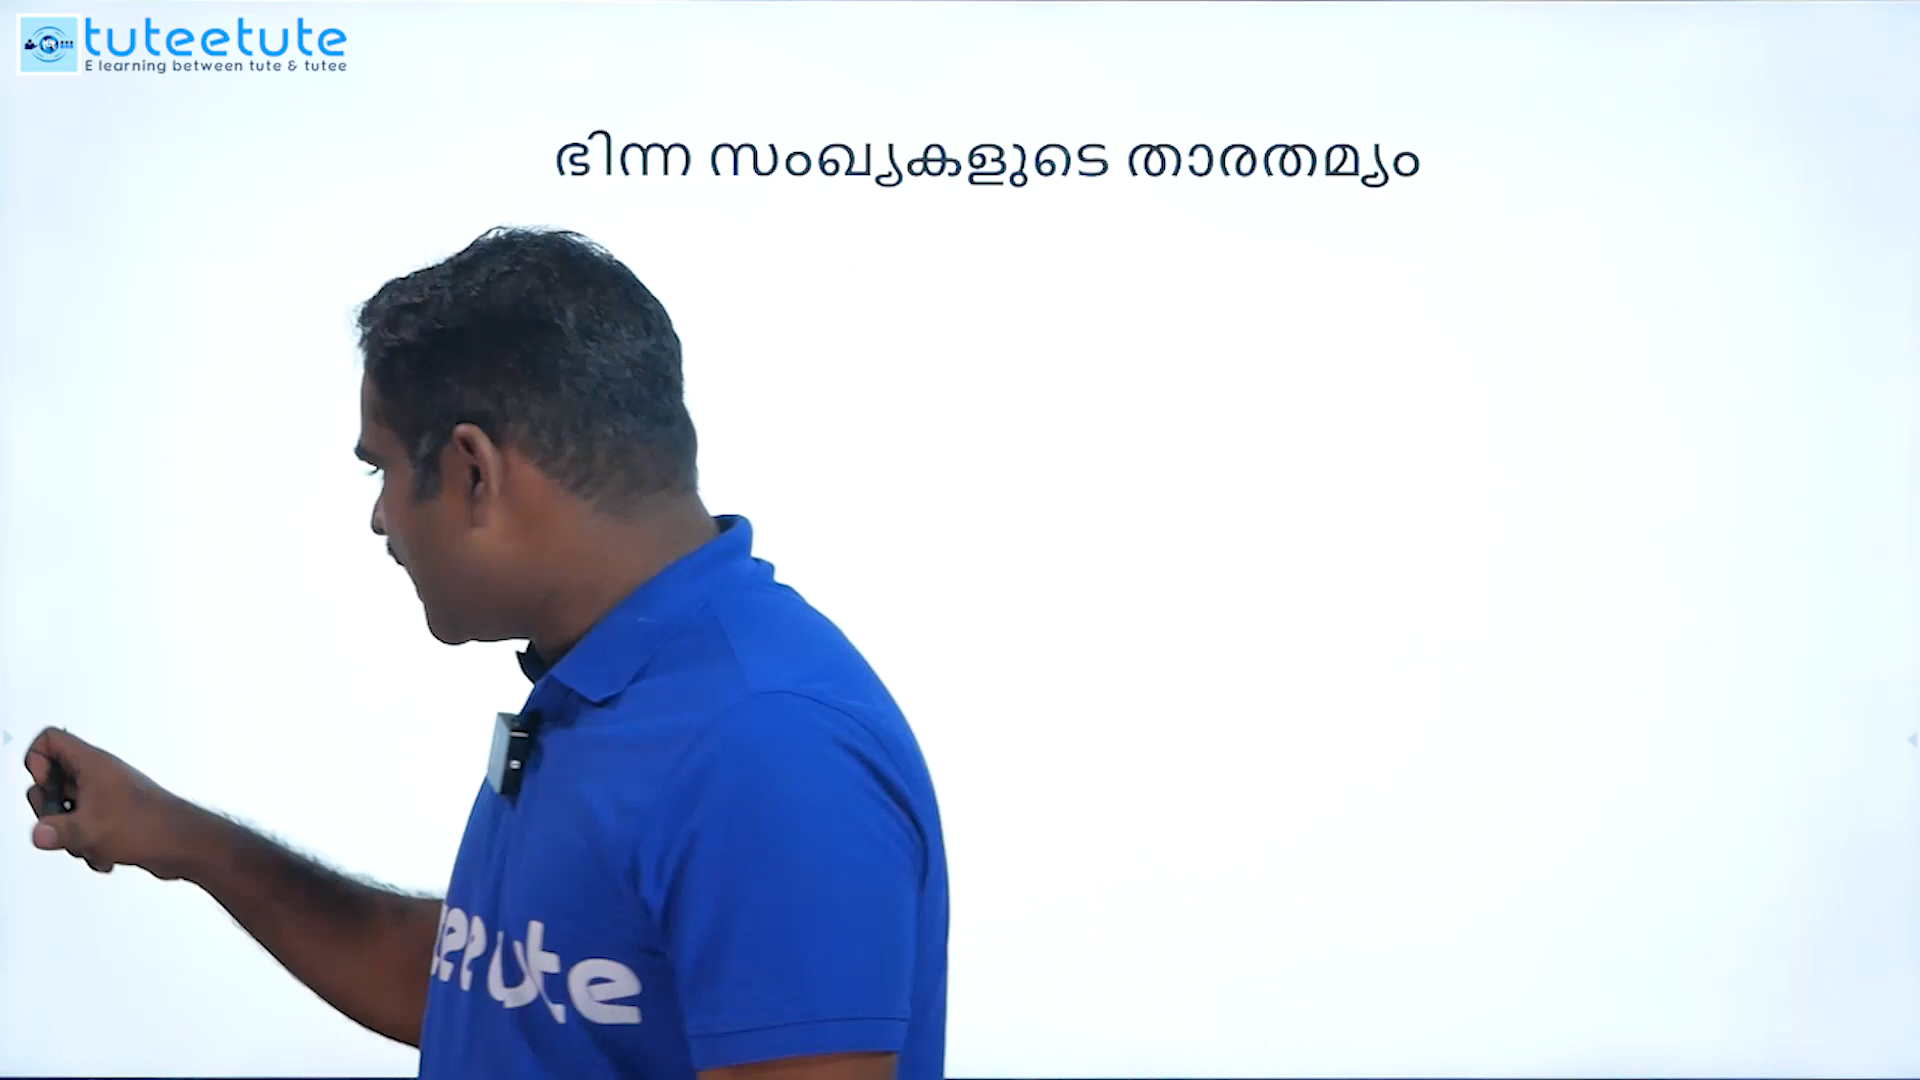 tuteetute
E learning between tute & tutee
ഭിന്ന സംഖ്യകളുടെ താരതമ്യം